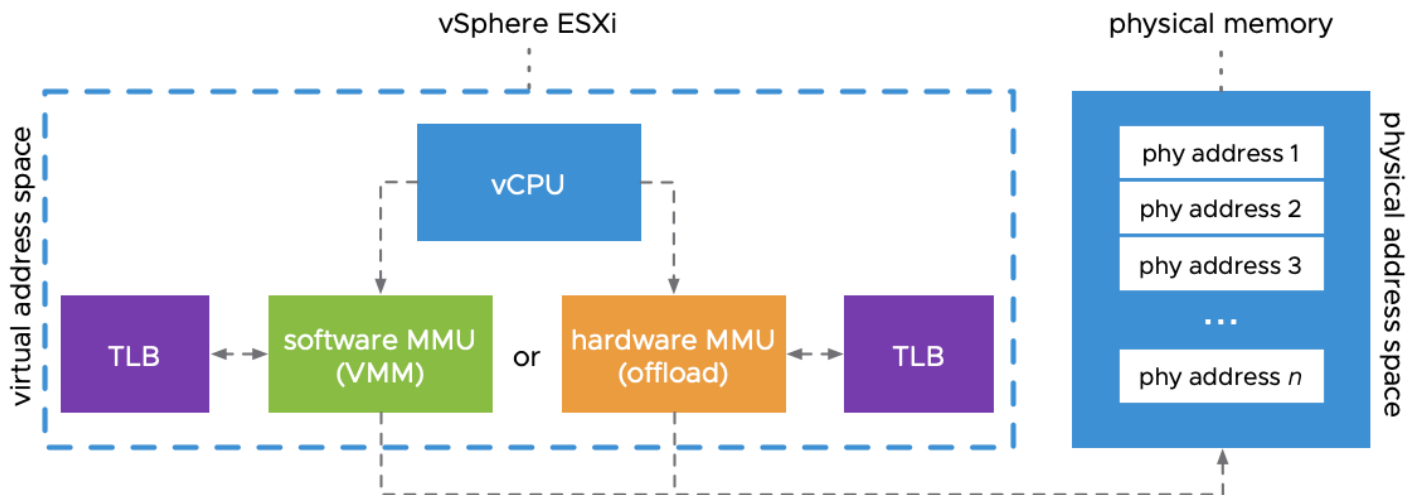 vSphere ESXi
physical memory
virtual address space
vCPU
TLB
software MMU
(VMM)
or
hardware MMU
(offload)
TLB
phy address 1
phy address 2
phy address 3
...
phy address n
physical address space